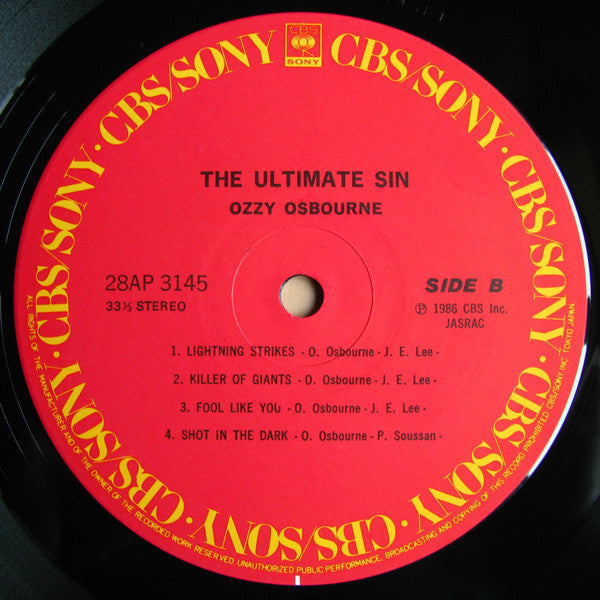 CBS/SONY · CBS/SONY · CBS/SONY · CBS/SONY · CBS/SONY · CBS/SONY · CBS/SONY · CBS/SONY
CBS
SONY
THE ULTIMATE SIN
OZZY OSBOURNE
28AP 3145
33⅓ STEREO
SIDE B
Ⓟ 1986 CBS Inc.
JASRAC
1. LIGHTNING STRIKES - O. Osbourne - J. E. Lee -
2. KILLER OF GIANTS - O. Osbourne - J. E. Lee -
3. FOOL LIKE YOU - O. Osbourne - J. E. Lee -
4. SHOT IN THE DARK - O. Osbourne - P. Soussan -
ALL RIGHTS OF THE MANUFACTURER AND OF THE OWNER OF THE RECORDED WORK RESERVED. UNAUTHORIZED PUBLIC PERFORMANCE, BROADCASTING AND COPYING OF THIS RECORD PROHIBITED. CBS/SONY INC. TOKYO JAPAN.